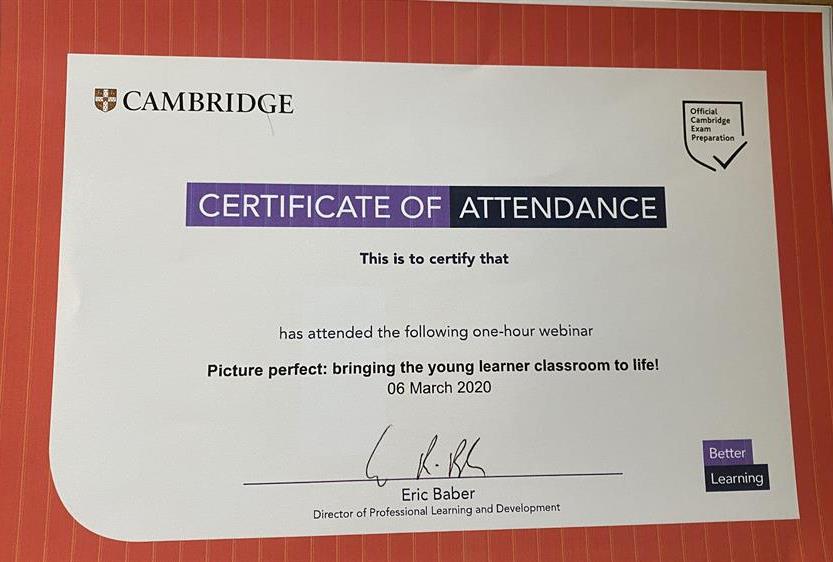 CAMBRIDGE
Official
Cambridge
Exam
Preparation
CERTIFICATE OF ATTENDANCE
This is to certify that
has attended the following one-hour webinar
Picture perfect: bringing the young learner classroom to life!
06 March 2020
Eric Baber
Director of Professional Learning and Development
Better
Learning